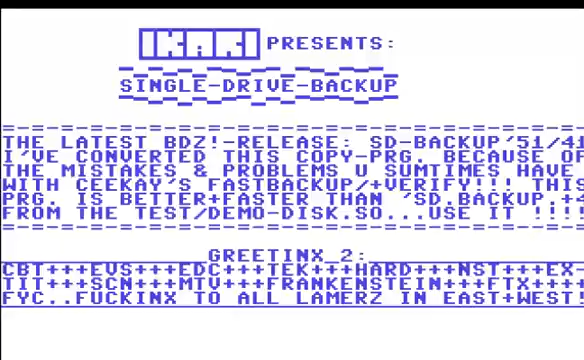 IKARI PRESENTS:
SINGLE-DRIVE-BACKUP
THE LATEST BDZ!-RELEASE: SD-BACKUP'51/41
I'VE CONVERTED THIS COPY-PRG. BECAUSE OF
THE MISTAKES & PROBLEMS U SUMTIMES HAVE
WITH CEEKAY'S FASTBACKUP/+VERIFY!!! THIS
PRG. IS BETTER+FASTER THAN 'SD.BACKUP.+4
FROM THE TEST/DEMO-DISK.SO...USE IT !!!!
GREETINX_2:
CBT+++EVS+++EDC+++TEK+++HARD+++NST+++EX-
TIT+++SCN+++MTV+++FRANKENSTEIN+++FTX++++
FYC..FUCKINX TO ALL LAMERZ IN EAST+WEST!